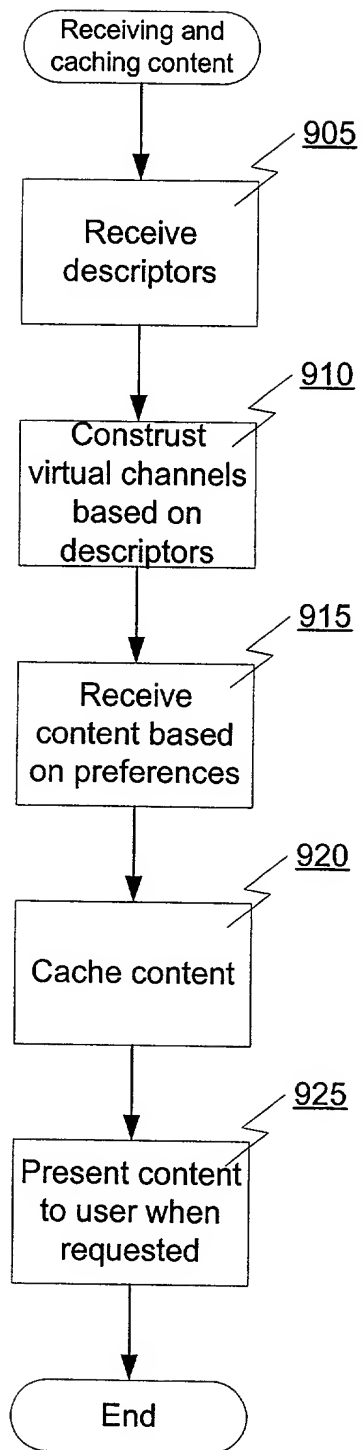 Receiving and
caching content
905
Receive
descriptors
910
Construst
virtual channels
based on
descriptors
915
Receive
content based
on preferences
920
Cache content
925
Present content
to user when
requested
End